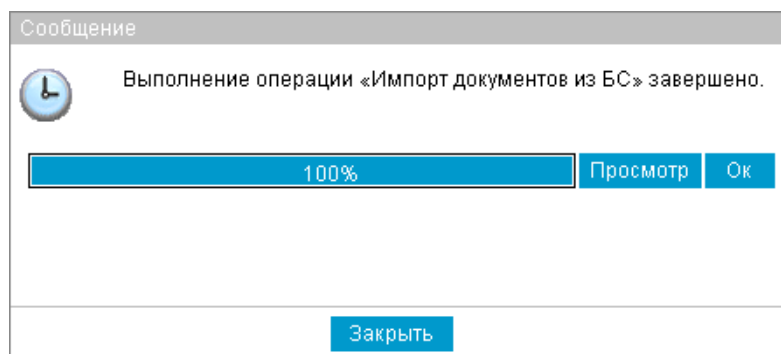 Сообщение
Выполнение операции «Импорт документов из БС» завершено.
100% Просмотр Ок
Закрыть